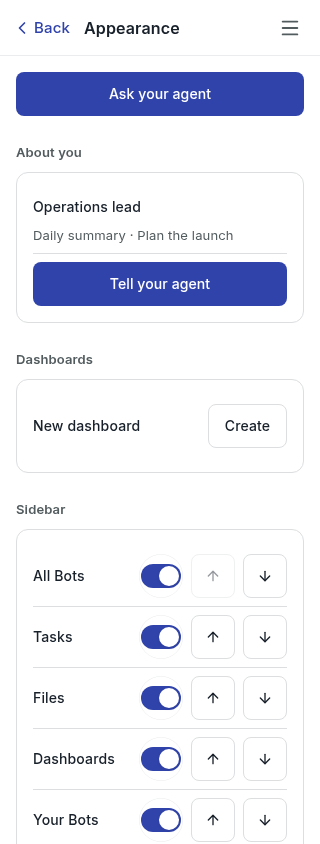 Back Appearance
Ask your agent
About you
Operations lead
Daily summary · Plan the launch
Tell your agent
Dashboards
New dashboard Create
Sidebar
All Bots
Tasks
Files
Dashboards
Your Bots